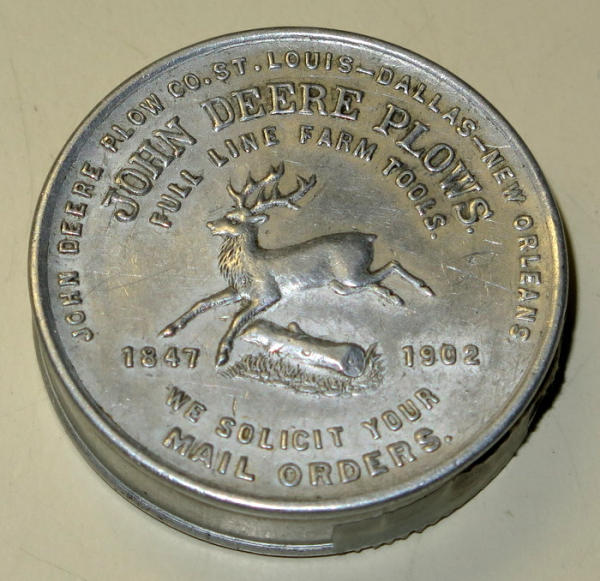 JOHN DEERE PLOW CO. ST. LOUIS-DALLAS-NEW ORLEANS
JOHN DEERE PLOWS.
FULL LINE FARM TOOLS.
1847 1902
WE SOLICIT YOUR
MAIL ORDERS.